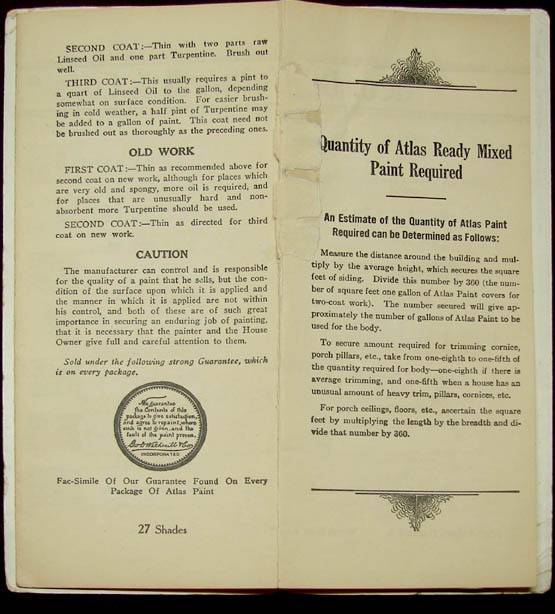 SECOND COAT:—Thin with two parts raw
Linseed Oil and one part Turpentine. Brush out
well.
THIRD COAT:—This usually requires a pint to
a quart of Linseed Oil to the gallon, depending
somewhat on surface condition. For easier brush-
ing in cold weather, a half pint of Turpentine may
be added to a gallon of paint. This coat need not
be brushed out as thoroughly as the preceding ones.
OLD WORK
FIRST COAT:—Thin as recommended above for
second coat on new work, although for places which
are very old and spongy, more oil is required, and
for places that are unusually hard and non-
absorbent more Turpentine should be used.
SECOND COAT:—Thin as directed for third
coat on new work.
CAUTION
The manufacturer can control and is responsible
for the quality of a paint that he sells, but the con-
dition of the surface upon which it is applied and
the manner in which it is applied are not within
his control, and both of these are of such great
importance in securing an enduring job of painting,
that it is necessary that the painter and the House
Owner give full and careful attention to them.
Sold under the following strong Guarantee, which
is on every package.
We guarantee
the Contents of this
package to give satisfaction,
and agree to repaint, where
such is not given, and the
fault of the paint proven.
Geo D Wetherill & Co
INCORPORATED
Fac-Simile Of Our Guarantee Found On Every
Package Of Atlas Paint
27 Shades
Quantity of Atlas Ready Mixed
Paint Required
An Estimate of the Quantity of Atlas Paint
Required can be Determined as Follows:
Measure the distance around the building and mul-
tiply by the average height, which secures the square
feet of siding. Divide this number by 360 (the num-
ber of square feet one gallon of Atlas Paint covers for
two-coat work). The number secured will give ap-
proximately the number of gallons of Atlas Paint to be
used for the body.
To secure amount required for trimming cornice,
porch pillars, etc., take from one-eighth to one-fifth of
the quantity required for body—one-eighth if there is
average trimming, and one-fifth when a house has an
unusual amount of heavy trim, pillars, cornices, etc.
For porch ceilings, floors, etc., ascertain the square
feet by multiplying the length by the breadth and di-
vide that number by 360.